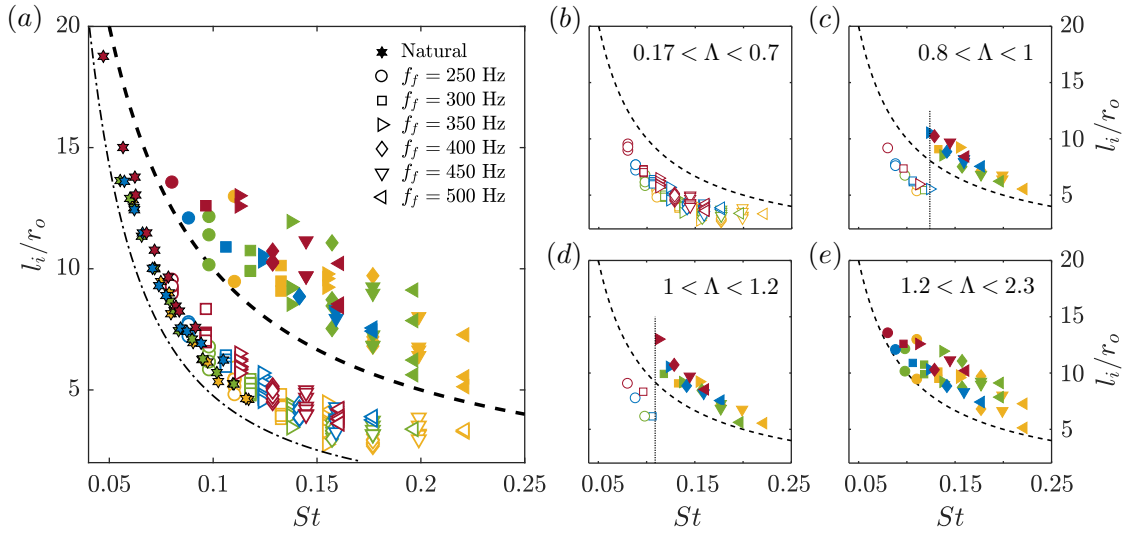 (a)
20
15
10
5
l_i/r_o
0.05 0.1 0.15 0.2 0.25
St
Natural
f_f = 250 Hz
f_f = 300 Hz
f_f = 350 Hz
f_f = 400 Hz
f_f = 450 Hz
f_f = 500 Hz
(b)
0.17 < Λ < 0.7
(c)
0.8 < Λ < 1
20
15
10
5
l_i/r_o
(d)
1 < Λ < 1.2
0.05 0.15 0.25
St
(e)
1.2 < Λ < 2.3
20
15
10
5
l_i/r_o
0.05 0.15 0.25
St